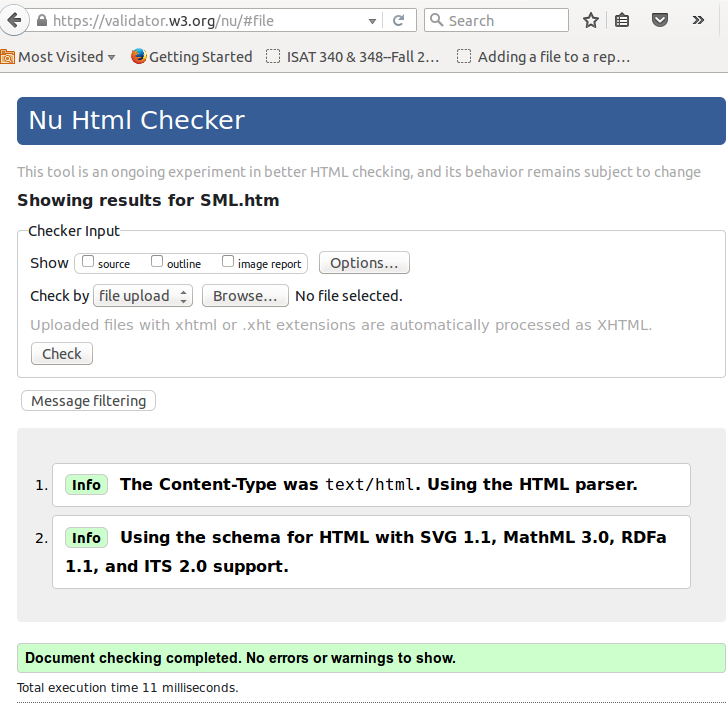 https://validator.w3.org/nu/#file
Search
Most Visited
Getting Started
ISAT 340 & 348--Fall 2...
Adding a file to a rep...
Nu Html Checker
This tool is an ongoing experiment in better HTML checking, and its behavior remains subject to change
Showing results for SML.htm
Checker Input
Show source outline image report Options...
Check by file upload Browse... No file selected.
Uploaded files with xhtml or .xht extensions are automatically processed as XHTML.
Check
Message filtering
1. Info The Content-Type was text/html. Using the HTML parser.
2. Info Using the schema for HTML with SVG 1.1, MathML 3.0, RDFa
1.1, and ITS 2.0 support.
Document checking completed. No errors or warnings to show.
Total execution time 11 milliseconds.